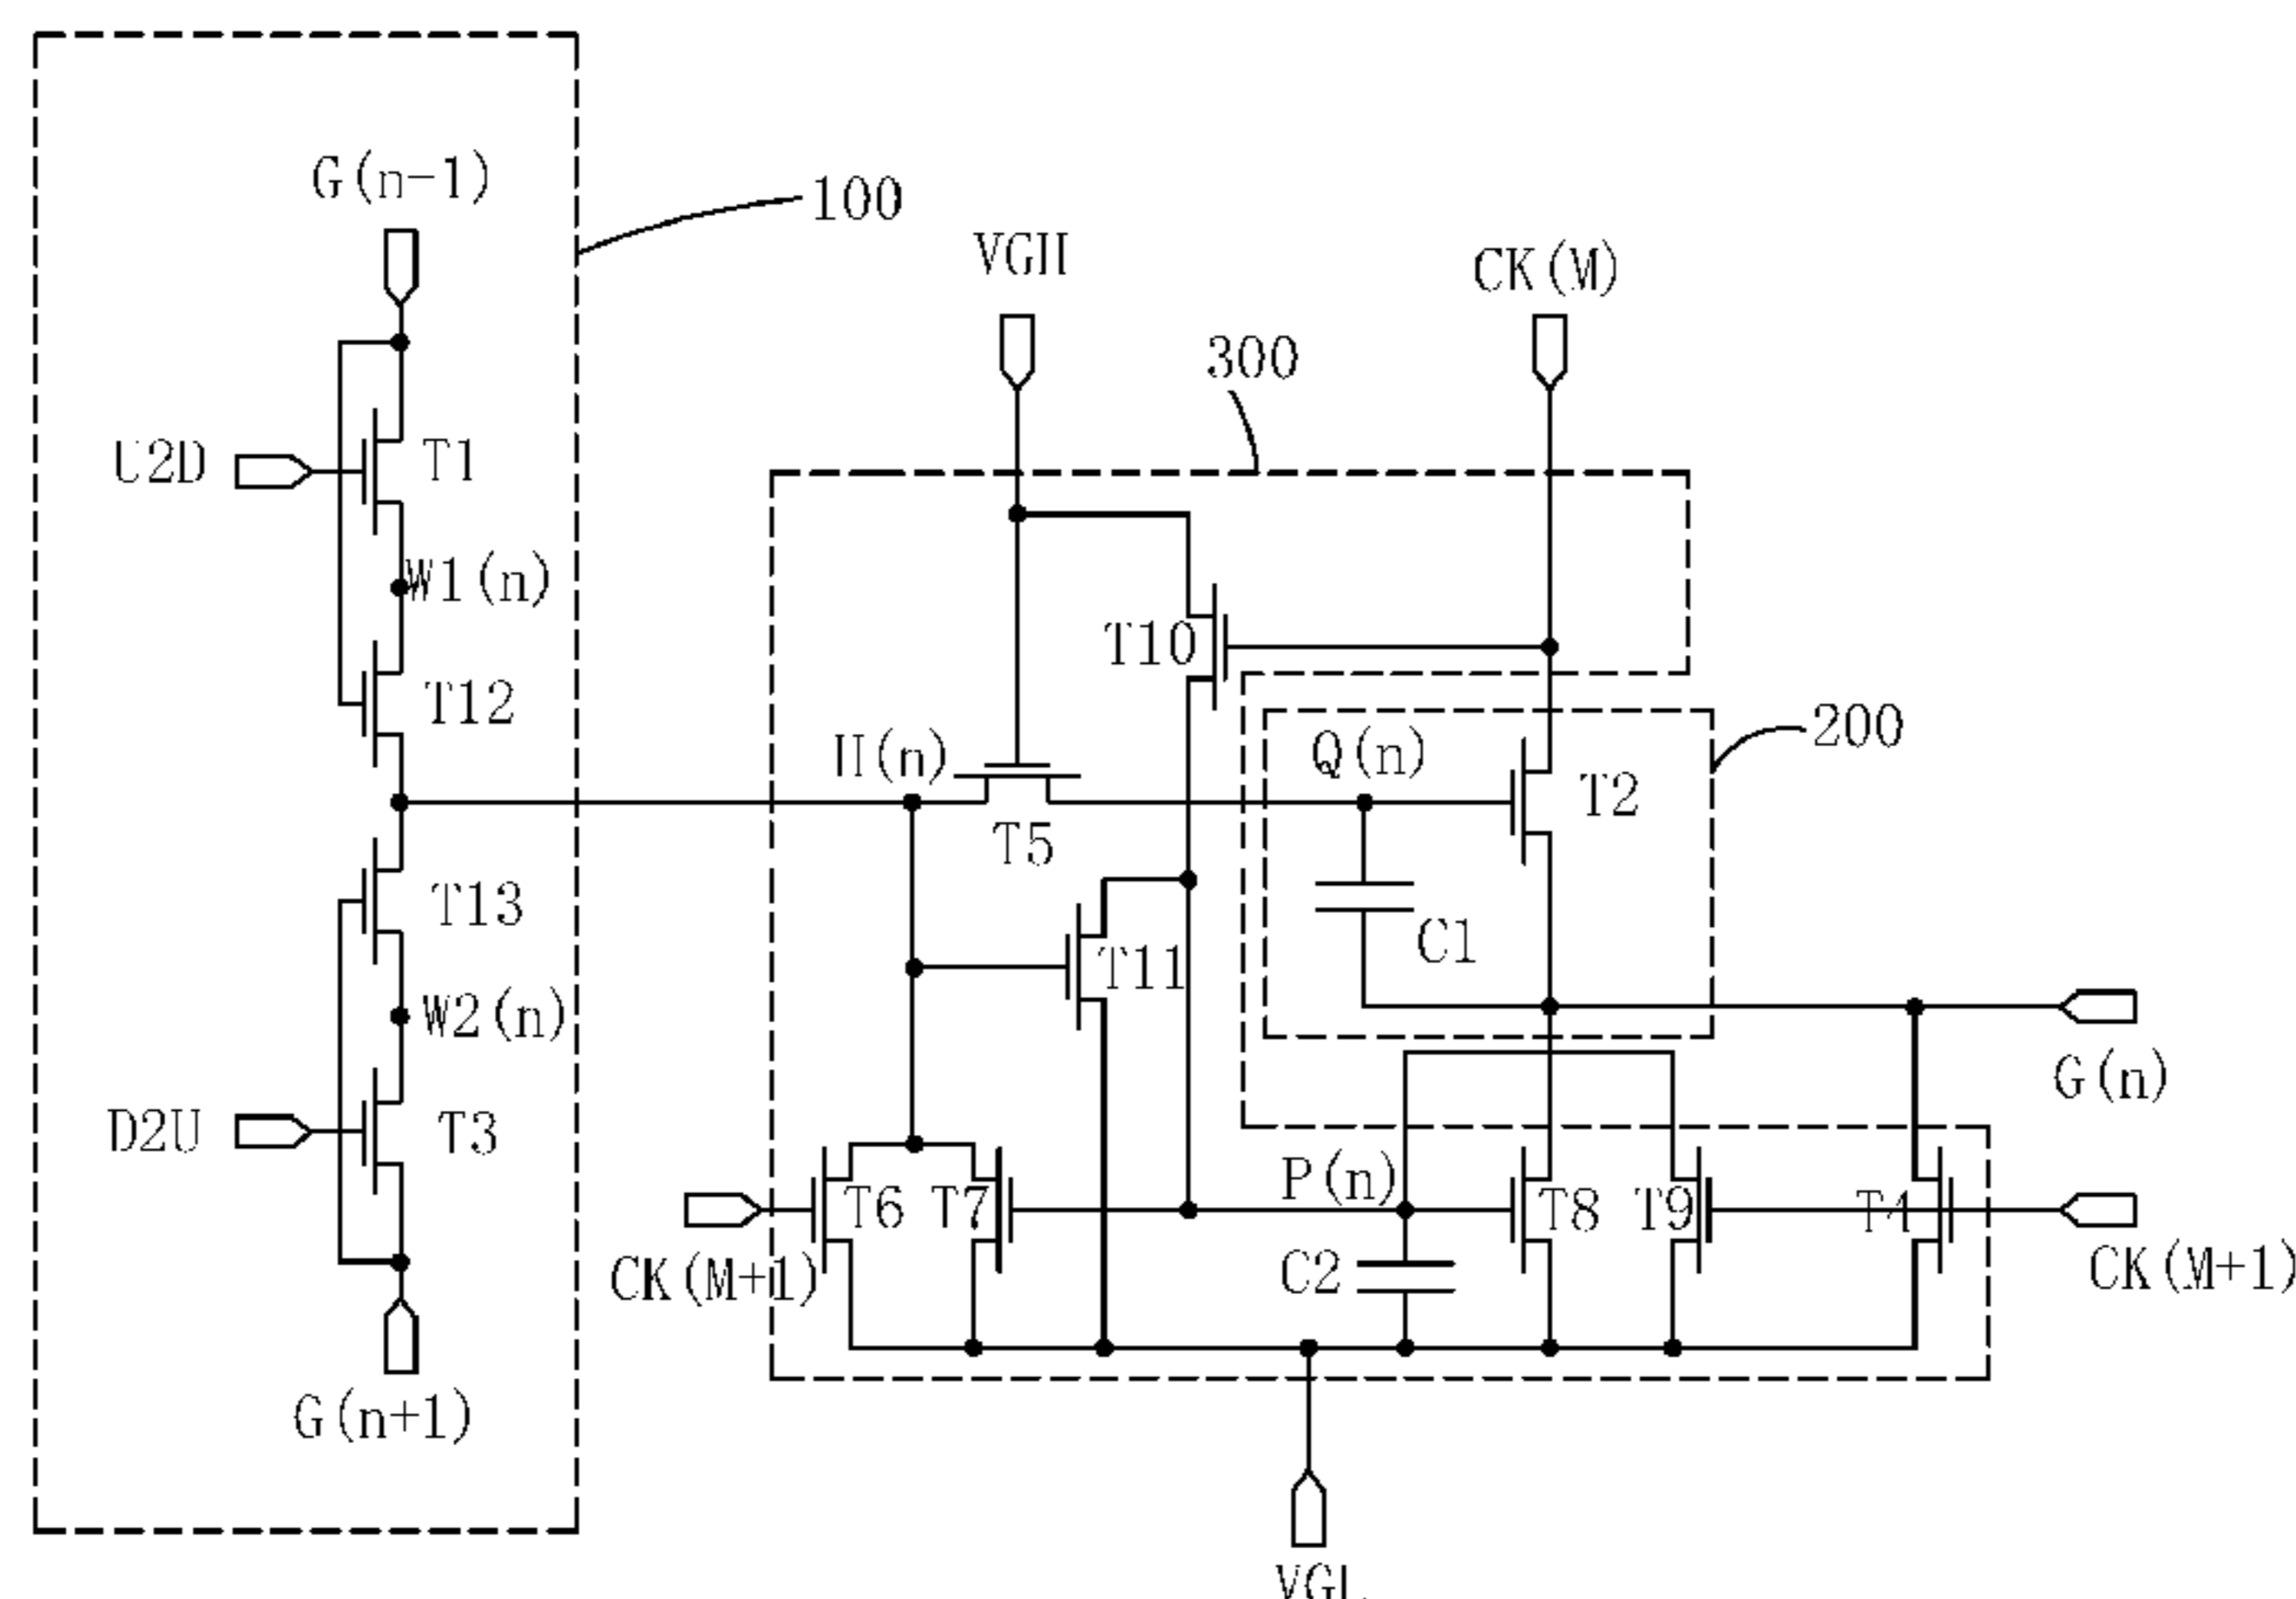 G(n-1)
100
VGH
CK(M)
300
U2D
T1
W1(n)
T10
T12
H(n)
Q(n)
200
T2
T5
T13
C1
T11
W2(n)
G(n)
D2U
T3
P(n)
T6
T7
T8
T9
T4
CK(M+1)
C2
CK(M+1)
G(n+1)
VGL